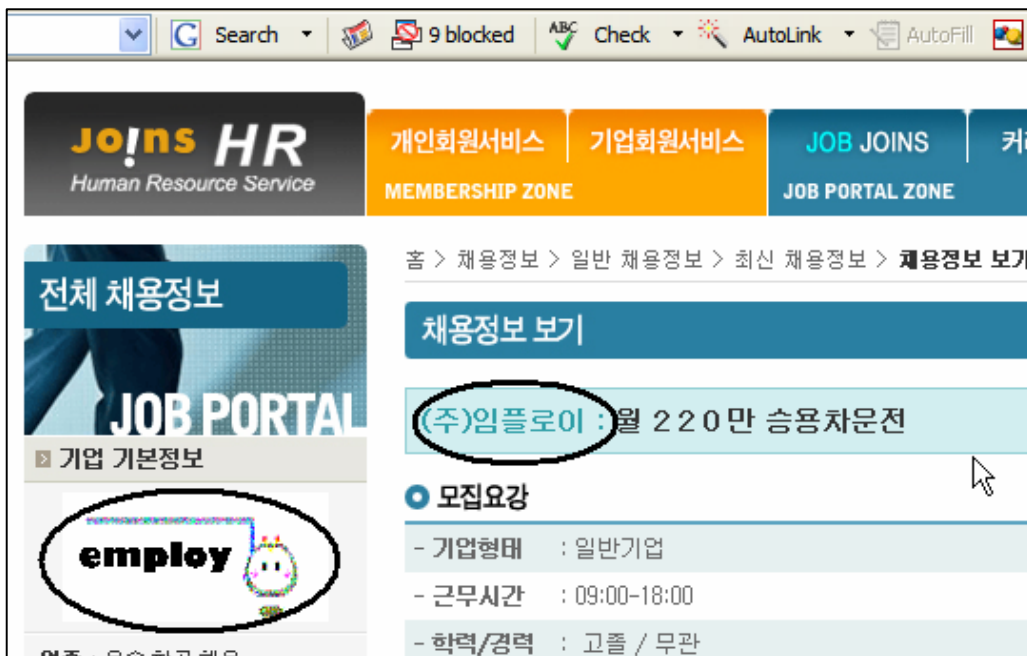 Search 9 blocked Check AutoLink AutoFill
Joins HR
Human Resource Service
개인회원서비스 기업회원서비스
MEMBERSHIP ZONE
JOB JOINS
JOB PORTAL ZONE
홈 > 채용정보 > 일반 채용정보 > 최신 채용정보 > 채용정보 보기
전체 채용정보
JOB PORTAL
채용정보 보기
(주)임플로이 : 월 220만 승용차운전
기업 기본정보
employ
모집요강
- 기업형태 : 일반기업
- 근무시간 : 09:00-18:00
- 학력/경력 : 고졸 / 무관